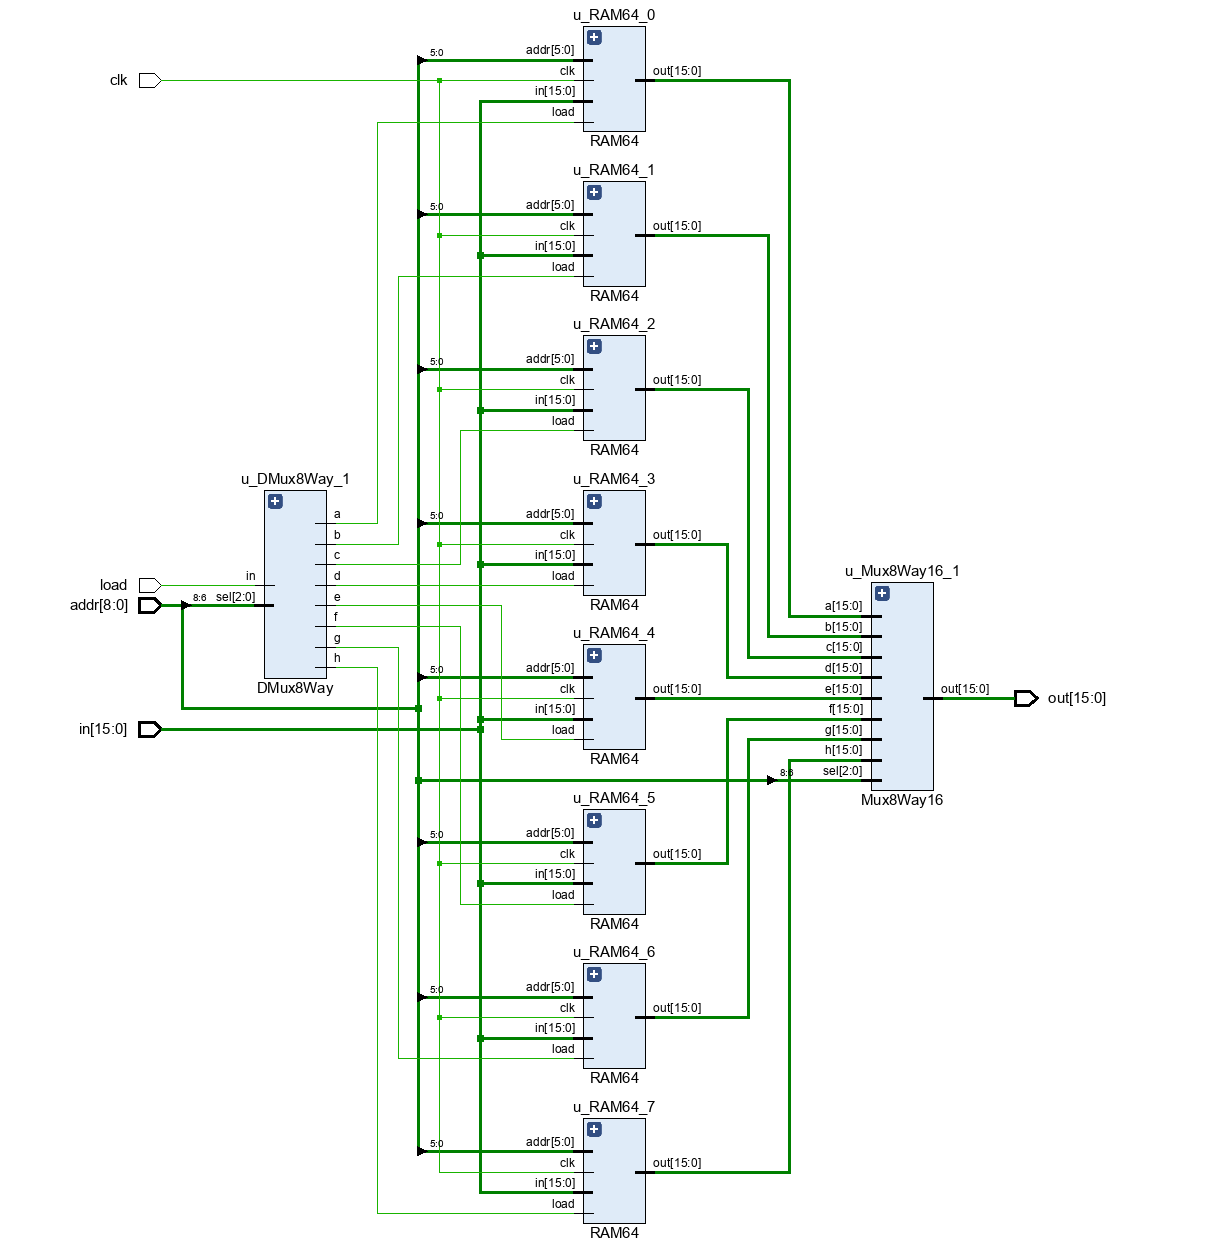 u_RAM64_0
5:0
addr[5:0]
clk
clk
out[15:0]
in[15:0]
load
RAM64
u_RAM64_1
5:0
addr[5:0]
clk
out[15:0]
in[15:0]
load
RAM64
u_RAM64_2
5:0
addr[5:0]
clk
out[15:0]
in[15:0]
load
RAM64
u_DMux8Way_1
a
b
c
d
e
f
g
h
load
in
addr[8:0]
8:6
sel[2:0]
DMux8Way
in[15:0]
u_RAM64_3
5:0
addr[5:0]
clk
out[15:0]
in[15:0]
load
RAM64
u_RAM64_4
5:0
addr[5:0]
clk
out[15:0]
in[15:0]
load
RAM64
u_Mux8Way16_1
a[15:0]
b[15:0]
c[15:0]
d[15:0]
e[15:0]
f[15:0]
g[15:0]
h[15:0]
8:6
sel[2:0]
out[15:0]
out[15:0]
Mux8Way16
u_RAM64_5
5:0
addr[5:0]
clk
out[15:0]
in[15:0]
load
RAM64
u_RAM64_6
5:0
addr[5:0]
clk
out[15:0]
in[15:0]
load
RAM64
u_RAM64_7
5:0
addr[5:0]
clk
out[15:0]
in[15:0]
load
RAM64